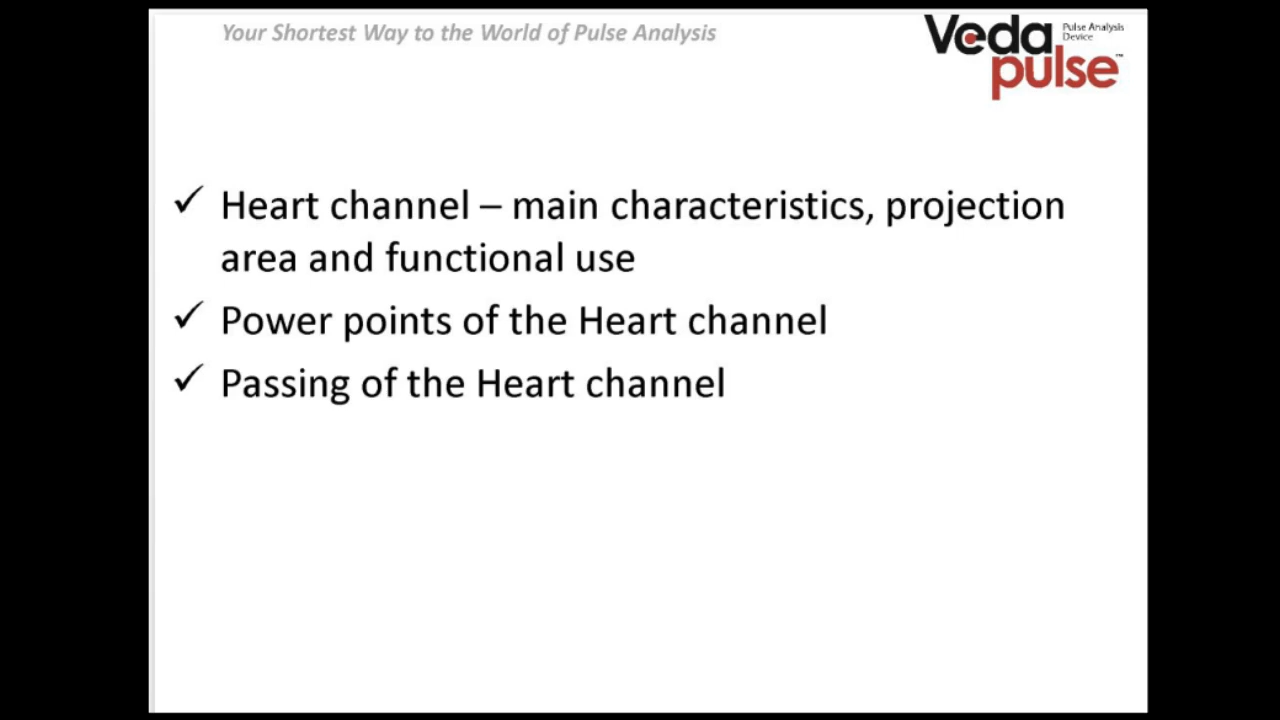 Your Shortest Way to the World of Pulse Analysis
Veda Pulse Analysis
Device
pulse™
✓ Heart channel – main characteristics, projection
area and functional use
✓ Power points of the Heart channel
✓ Passing of the Heart channel